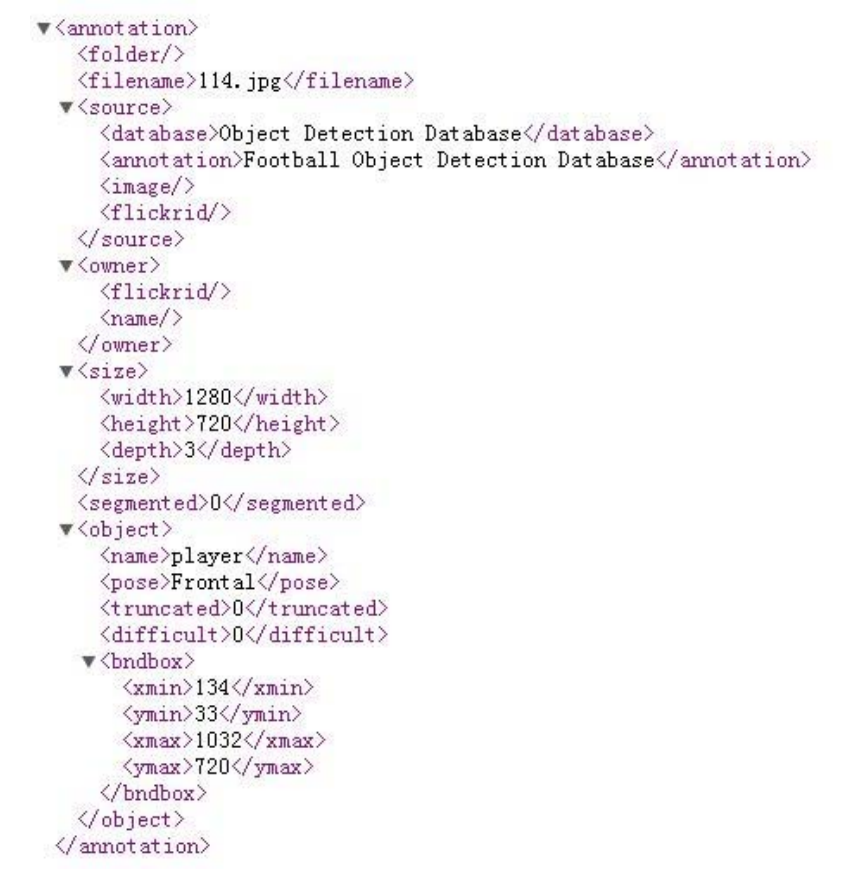 ▼<annotation>
<folder/>
<filename>114.jpg</filename>
▼<source>
<database>Object Detection Database</database>
<annotation>Football Object Detection Database</annotation>
<image/>
<flickrid/>
</source>
▼<owner>
<flickrid/>
<name/>
</owner>
▼<size>
<width>1280</width>
<height>720</height>
<depth>3</depth>
</size>
<segmented>0</segmented>
▼<object>
<name>player</name>
<pose>Frontal</pose>
<truncated>0</truncated>
<difficult>0</difficult>
▼<bndbox>
<xmin>134</xmin>
<ymin>33</ymin>
<xmax>1032</xmax>
<ymax>720</ymax>
</bndbox>
</object>
</annotation>